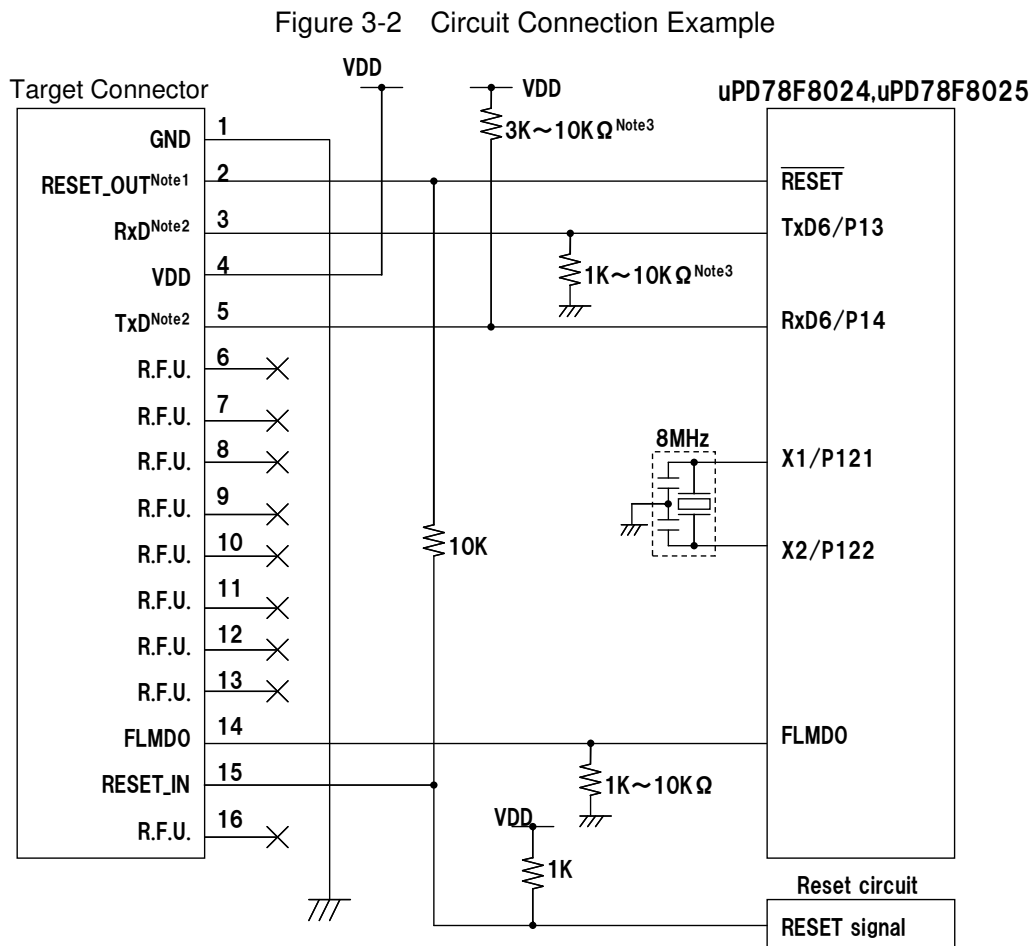 Figure 3-2 Circuit Connection Example
VDD
Target Connector
VDD
uPD78F8024,uPD78F8025
GND
1
3K～10KΩNote3
RESET_OUTNote1
2
RESET
RxDNote2
3
TxD6/P13
VDD
4
1K～10KΩNote3
TxDNote2
5
RxD6/P14
R.F.U.
6
R.F.U.
7
R.F.U.
8
8MHz
X1/P121
R.F.U.
9
R.F.U.
10
10K
X2/P122
R.F.U.
11
R.F.U.
12
R.F.U.
13
FLMD0
14
FLMD0
RESET_IN
15
1K～10KΩ
R.F.U.
16
VDD
1K
Reset circuit
RESET signal